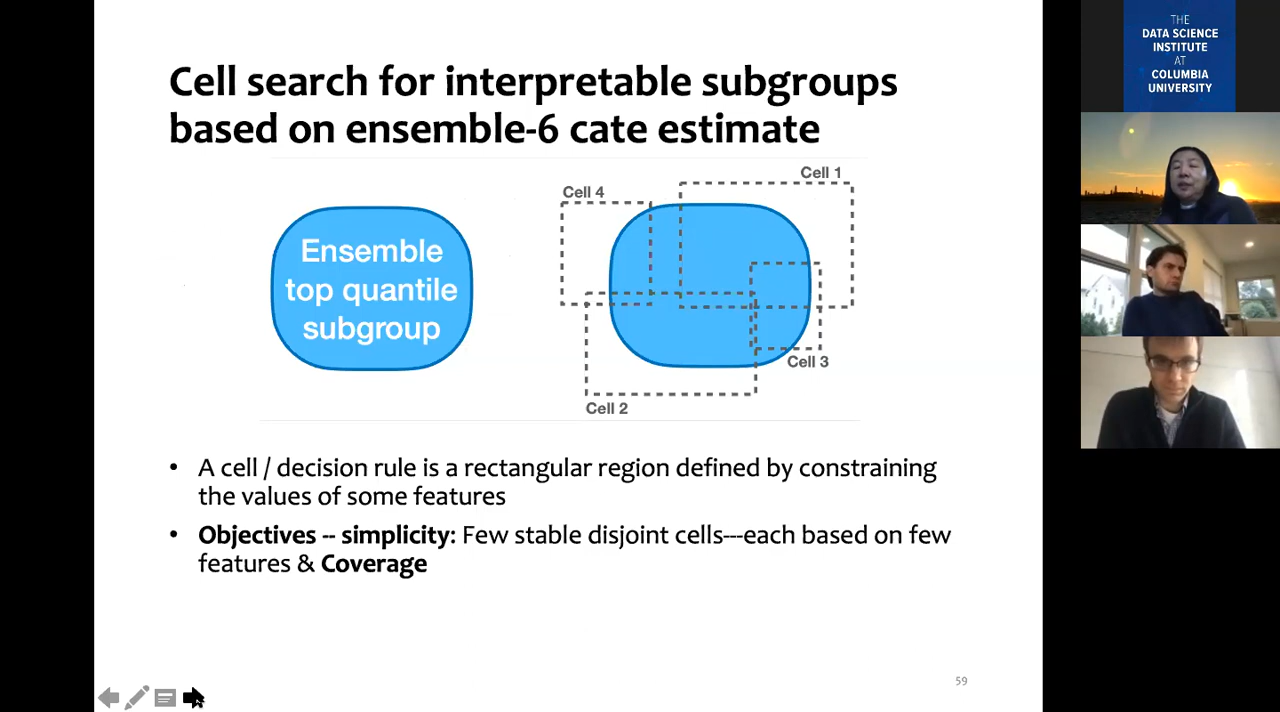 Cell search for interpretable subgroups
based on ensemble-6 cate estimate
Ensemble
top quantile
subgroup
Cell 1
Cell 4
Cell 3
Cell 2
• A cell / decision rule is a rectangular region defined by constraining
the values of some features
• Objectives -- simplicity: Few stable disjoint cells---each based on few
features & Coverage
59
THE
DATA SCIENCE
INSTITUTE
AT
COLUMBIA
UNIVERSITY